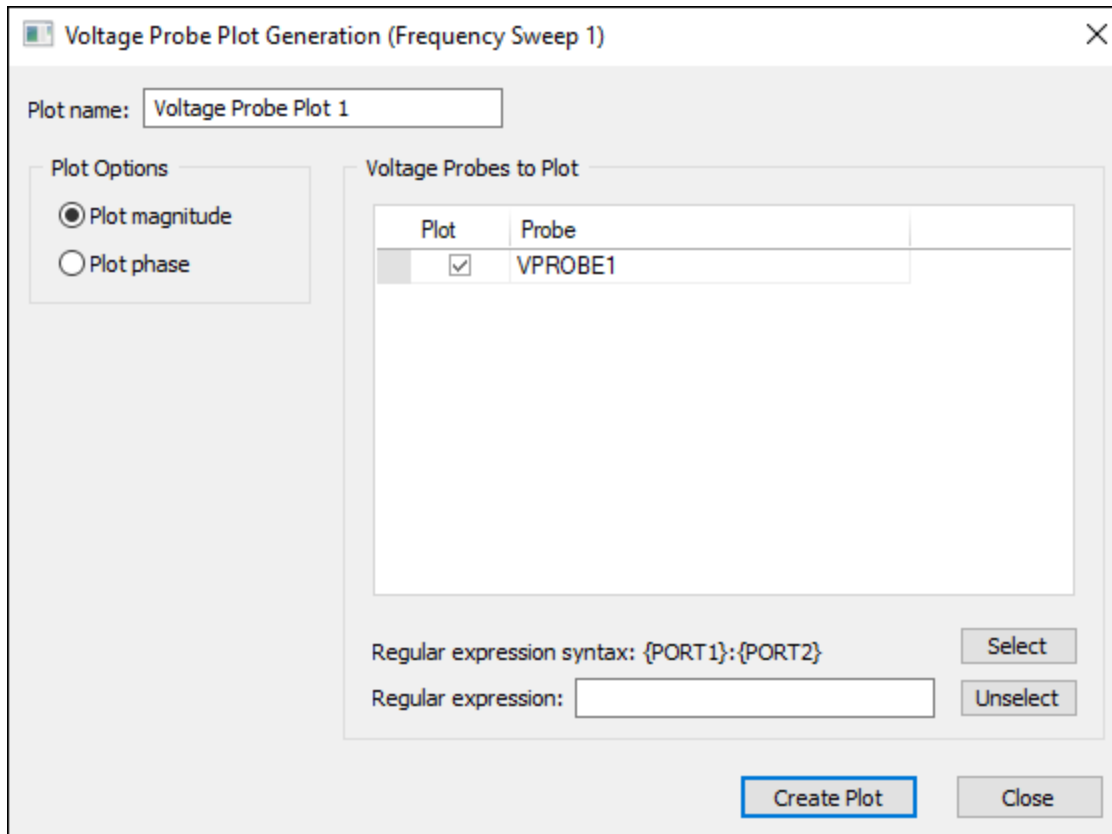 Voltage Probe Plot Generation (Frequency Sweep 1)
Plot name: Voltage Probe Plot 1
Plot Options
Plot magnitude
Plot phase
Voltage Probes to Plot
Plot Probe
VPROBE1
Regular expression syntax: {PORT1}:{PORT2}
Select
Regular expression:
Unselect
Create Plot
Close